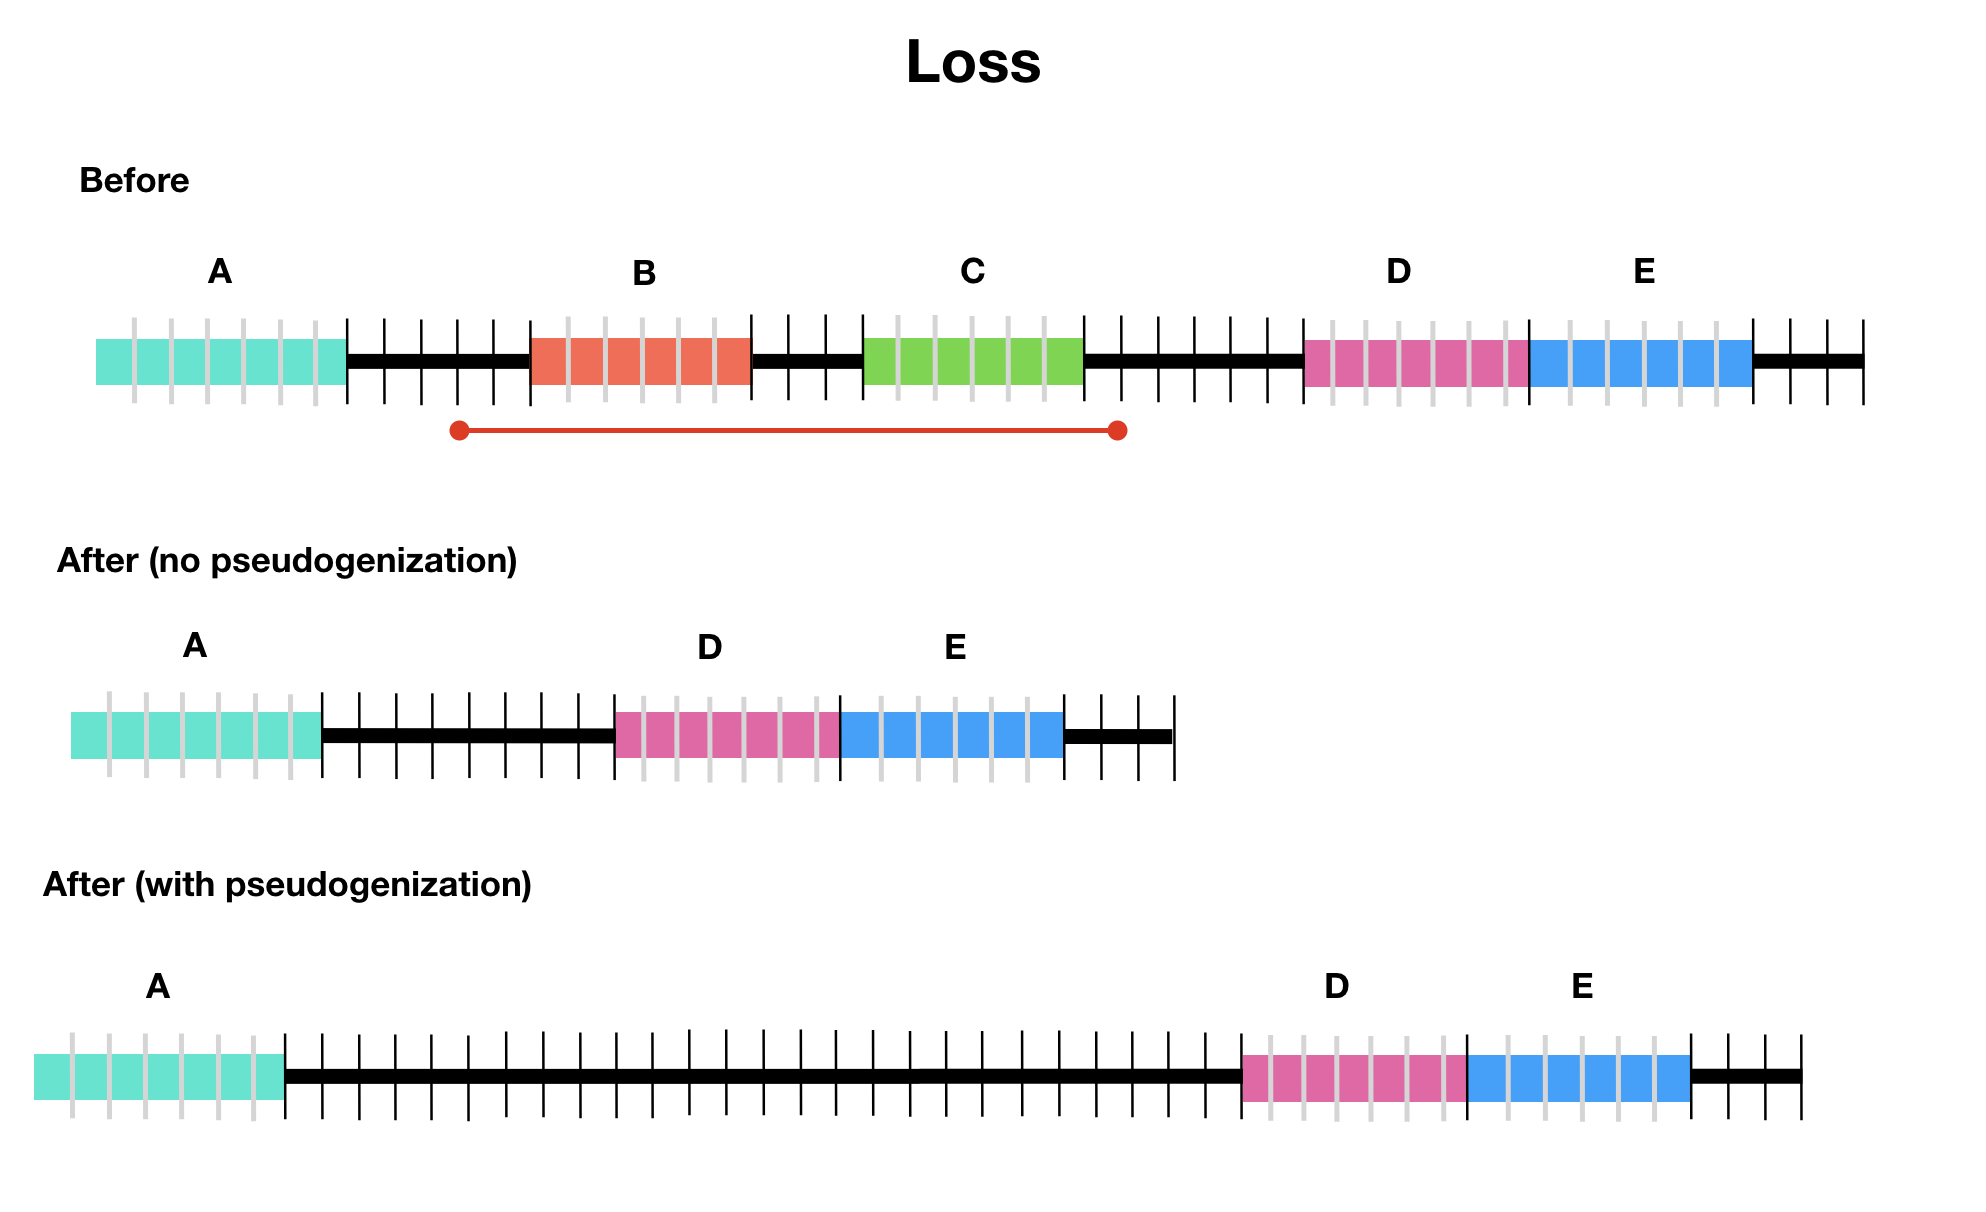 Loss
Before
A B C D E
After (no pseudogenization)
A D E
After (with pseudogenization)
A D E